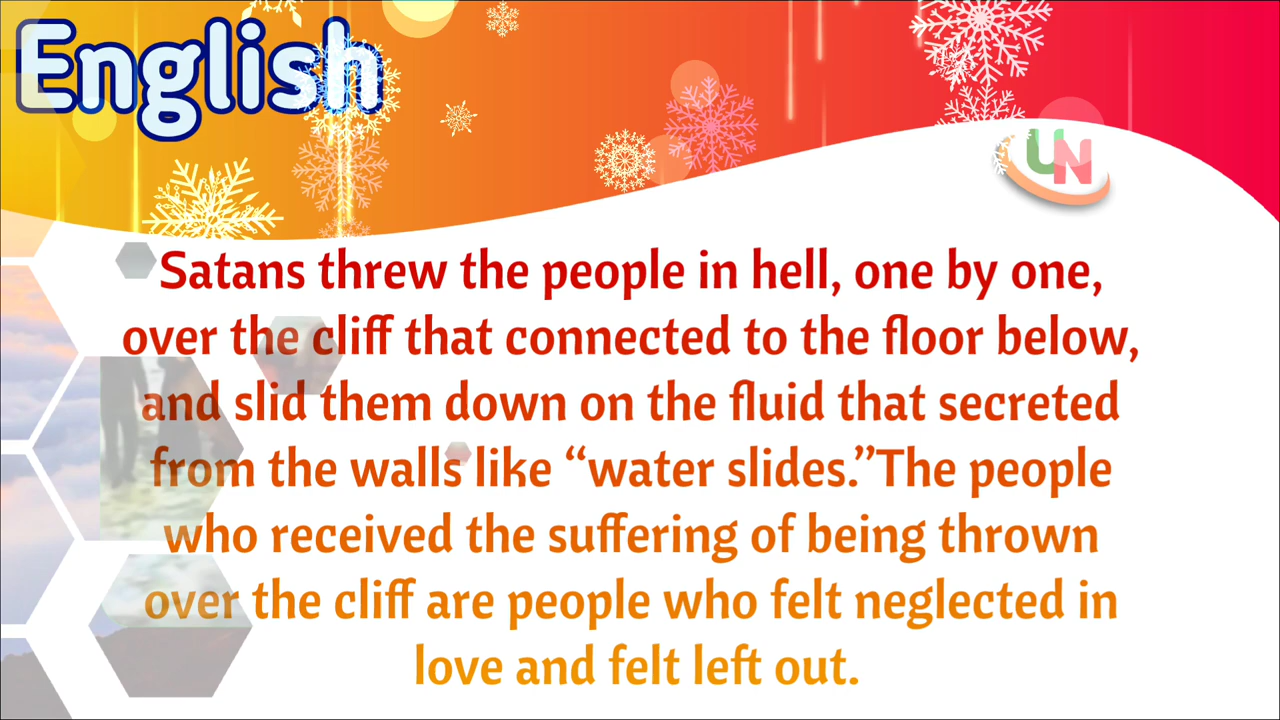 English
UN
Satans threw the people in hell, one by one,
over the cliff that connected to the floor below,
and slid them down on the fluid that secreted
from the walls like “water slides.”The people
who received the suffering of being thrown
over the cliff are people who felt neglected in
love and felt left out.